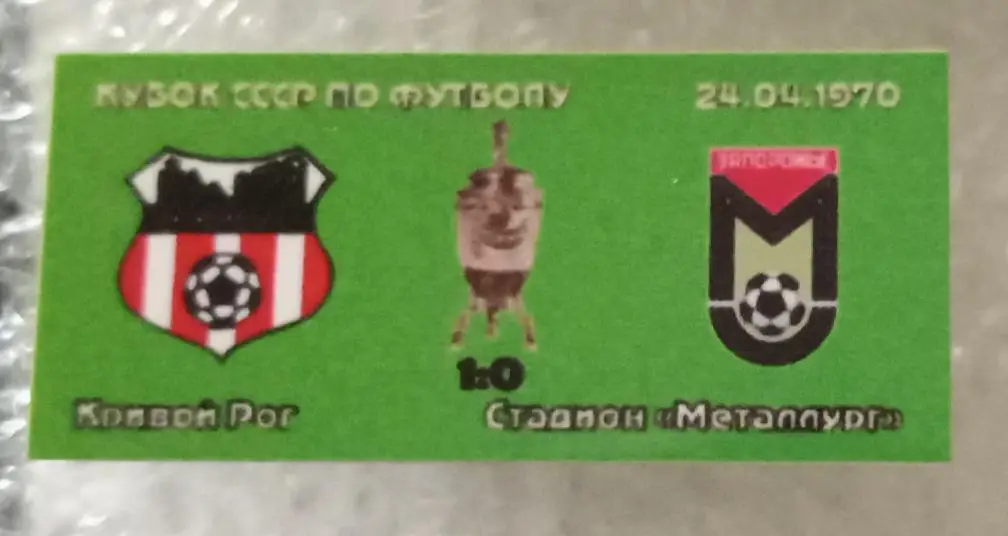 КУБОК СССР ПО ФУТБОЛУ 24.04.1970
ЗАПОРОЖЬЕ
1:0
Кривой Рог Стадион «Металлург»